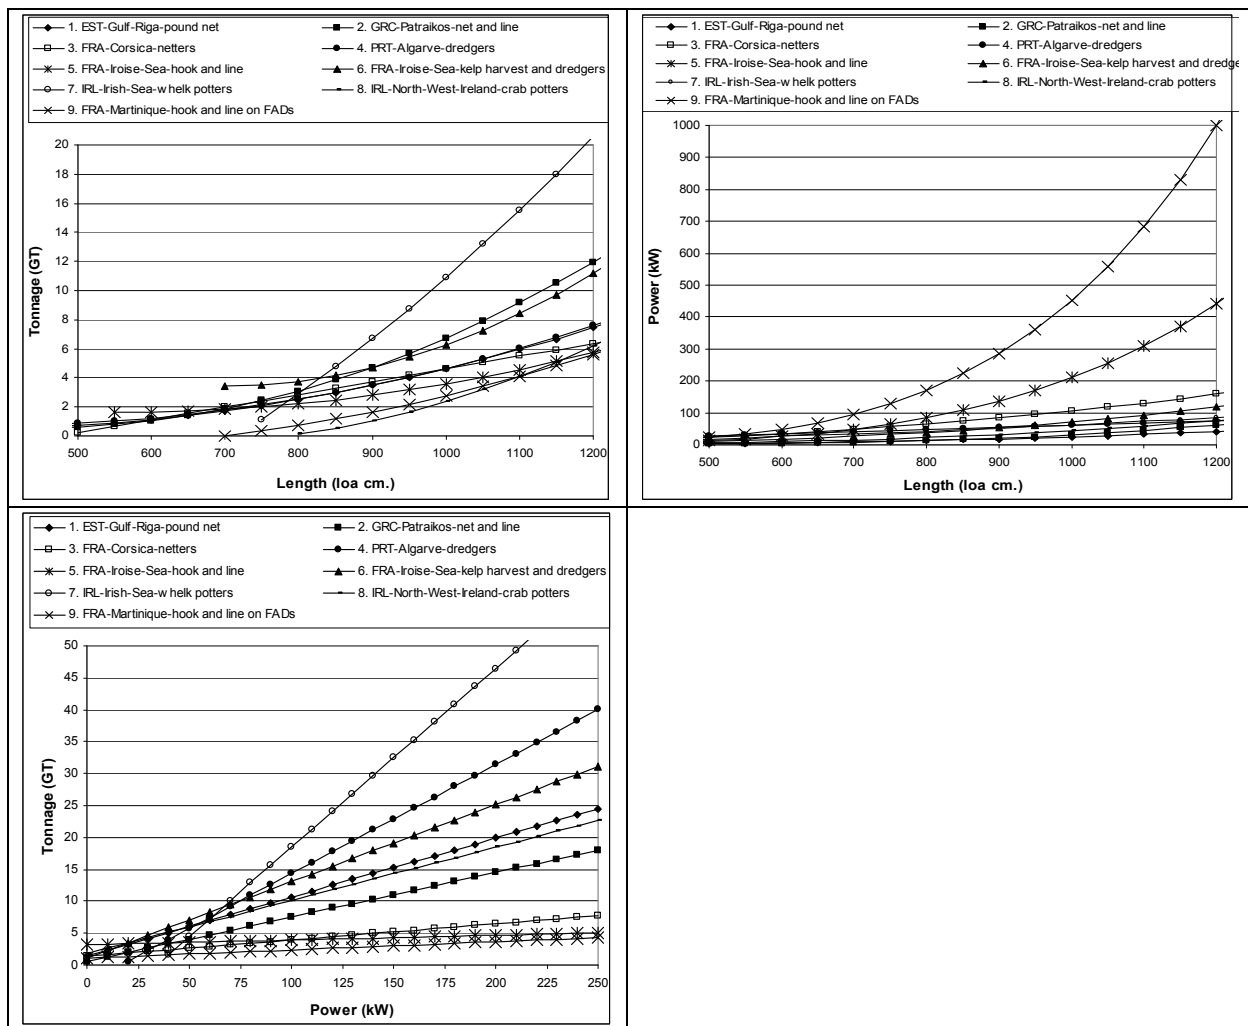 1. EST-Gulf-Riga-pound net
2. GRC-Patraikos-net and line
3. FRA-Corsica-netters
4. PRT-Algarve-dredgers
5. FRA-Iroise-Sea-hook and line
6. FRA-Iroise-Sea-kelp harvest and dredgers
7. IRL-Irish-Sea-w helk potters
8. IRL-North-West-Ireland-crab potters
9. FRA-Martinique-hook and line on FADs
Tonnage (GT)
20
18
16
14
12
10
8
6
4
2
0
500 600 700 800 900 1000 1100 1200
Length (loa cm.)
1. EST-Gulf-Riga-pound net
2. GRC-Patraikos-net and line
3. FRA-Corsica-netters
4. PRT-Algarve-dredgers
5. FRA-Iroise-Sea-hook and line
6. FRA-Iroise-Sea-kelp harvest and dredge
7. IRL-Irish-Sea-w helk potters
8. IRL-North-West-Ireland-crab potters
9. FRA-Martinique-hook and line on FADs
Power (kW)
1000
900
800
700
600
500
400
300
200
100
0
500 600 700 800 900 1000 1100 1200
Length (loa cm.)
1. EST-Gulf-Riga-pound net
2. GRC-Patraikos-net and line
3. FRA-Corsica-netters
4. PRT-Algarve-dredgers
5. FRA-Iroise-Sea-hook and line
6. FRA-Iroise-Sea-kelp harvest and dredgers
7. IRL-Irish-Sea-w helk potters
8. IRL-North-West-Ireland-crab potters
9. FRA-Martinique-hook and line on FADs
Tonnage (GT)
50
45
40
35
30
25
20
15
10
5
0
0 25 50 75 100 125 150 175 200 225 250
Power (kW)